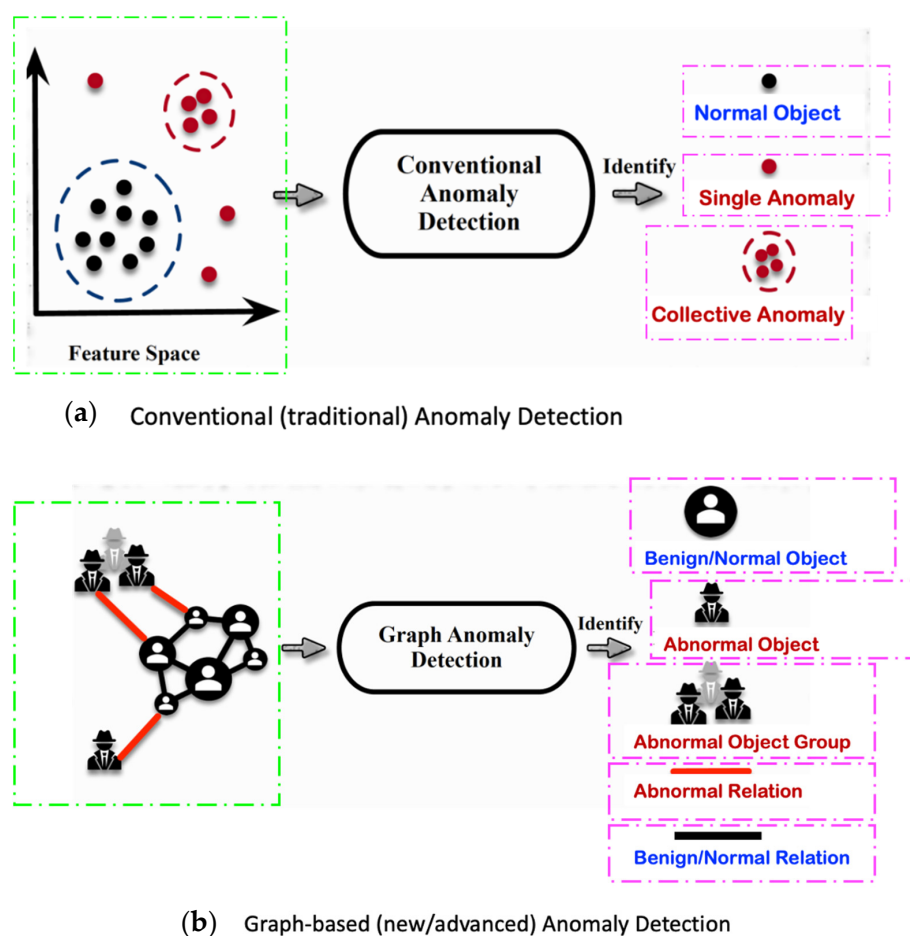 Feature Space
Conventional
Anomaly
Detection
Identify
Normal Object
Single Anomaly
Collective Anomaly
(a) Conventional (traditional) Anomaly Detection
Graph Anomaly
Detection
Identify
Benign/Normal Object
Abnormal Object
Abnormal Object Group
Abnormal Relation
Benign/Normal Relation
(b) Graph-based (new/advanced) Anomaly Detection